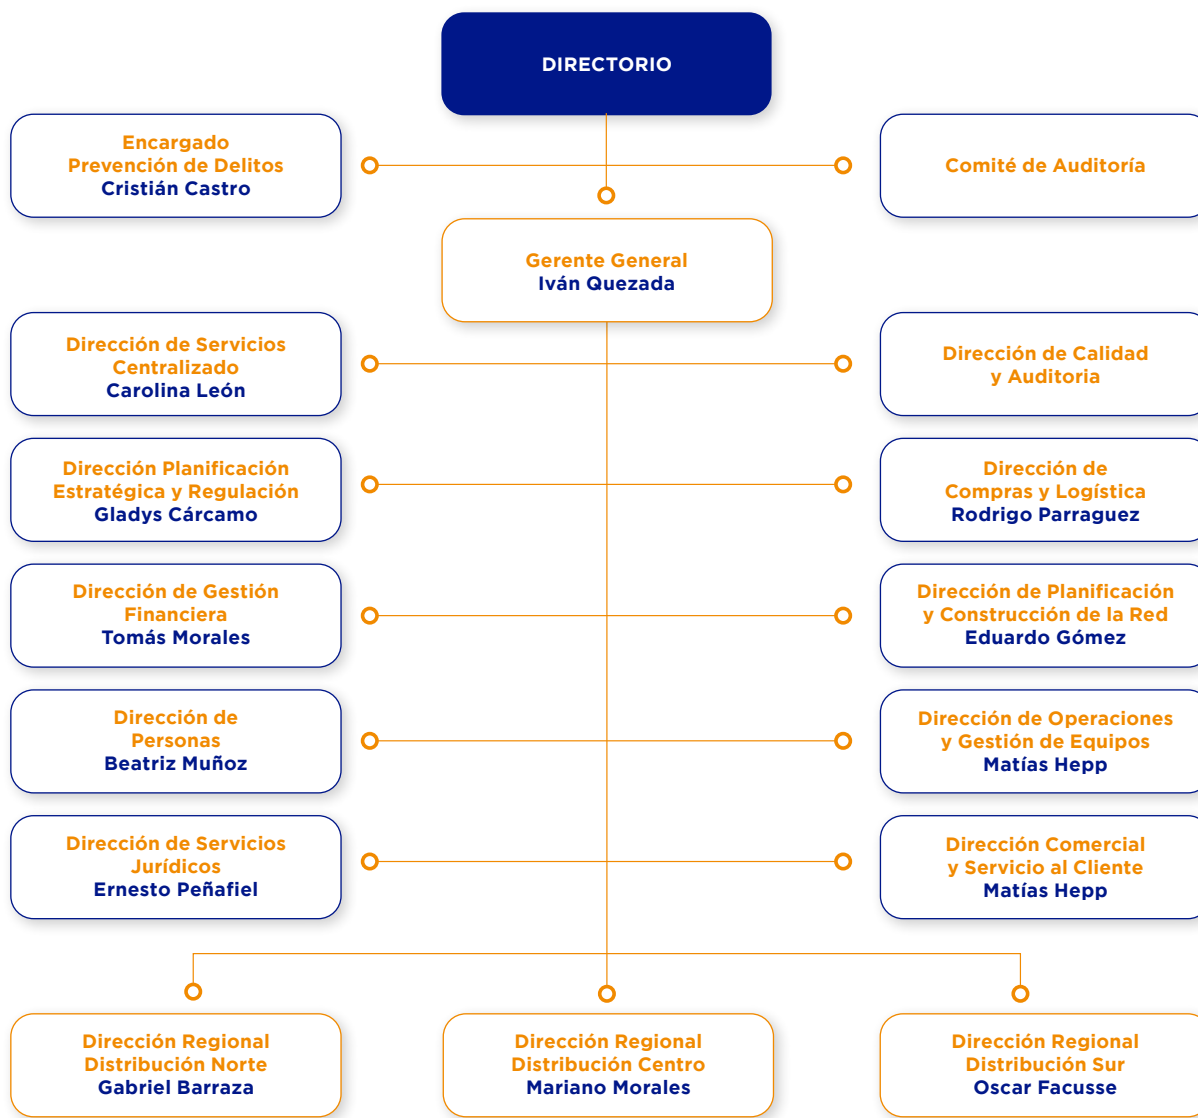 DIRECTORIO
Encargado
Prevención de Delitos
Cristián Castro
Comité de Auditoría
Gerente General
Iván Quezada
Dirección de Servicios
Centralizado
Carolina León
Dirección de Calidad
y Auditoria
Dirección Planificación
Estratégica y Regulación
Gladys Cárcamo
Dirección de
Compras y Logística
Rodrigo Parraguez
Dirección de Gestión
Financiera
Tomás Morales
Dirección de Planificación
y Construcción de la Red
Eduardo Gómez
Dirección de
Personas
Beatriz Muñoz
Dirección de Operaciones
y Gestión de Equipos
Matías Hepp
Dirección de Servicios
Jurídicos
Ernesto Peñafiel
Dirección Comercial
y Servicio al Cliente
Matías Hepp
Dirección Regional
Distribución Norte
Gabriel Barraza
Dirección Regional
Distribución Centro
Mariano Morales
Dirección Regional
Distribución Sur
Oscar Facusse